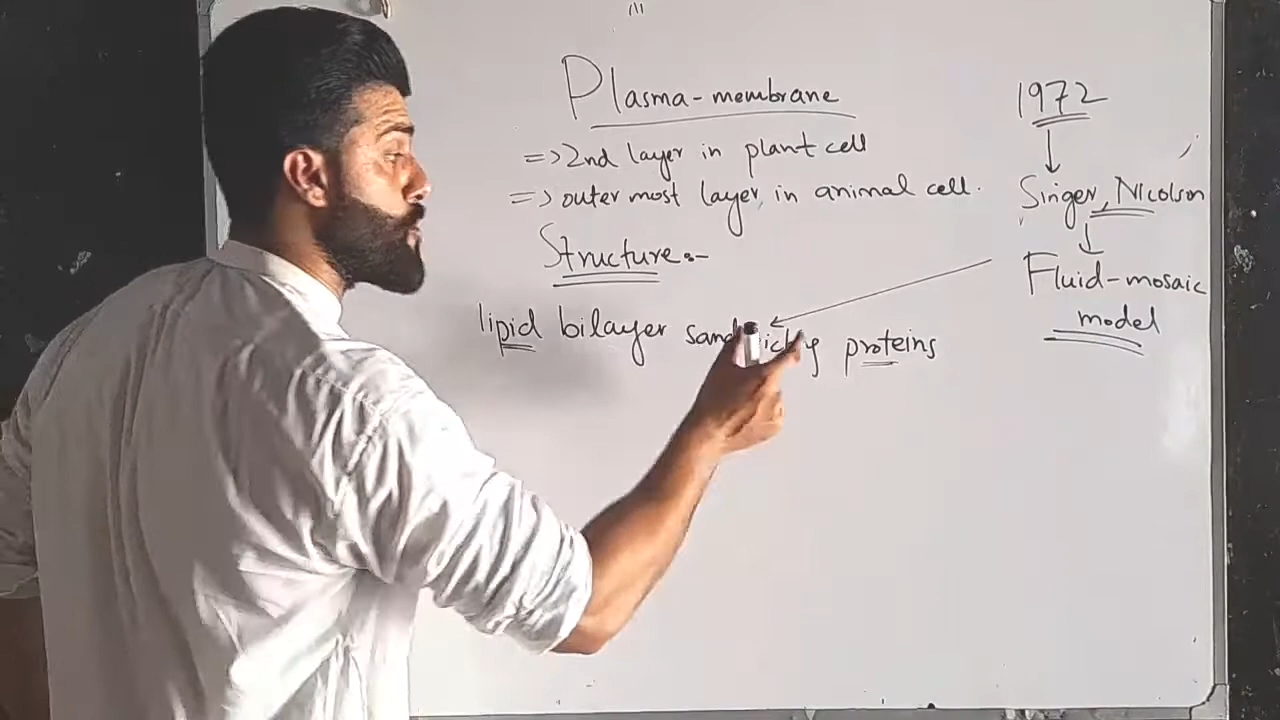 Plasma-membrane
=> 2nd layer in plant cell
=> outer most layer, in animal cell.
Structure:-
lipid bilayer proteins
1972
Singer, Nicolson
Fluid-mosaic
model